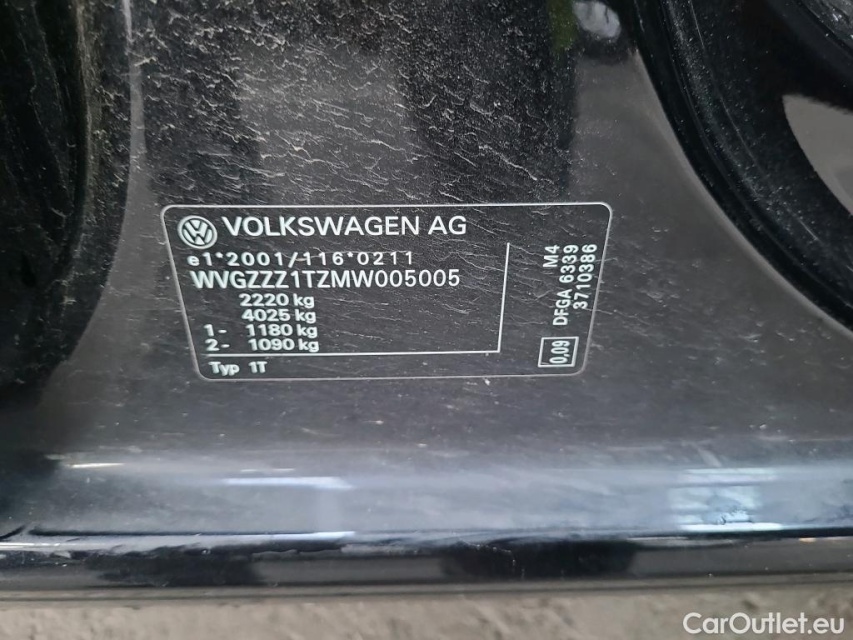 VOLKSWAGEN AG
e1*2001/116*0211
WVGZZZ1TZMW005005
2220 kg
4025 kg
1- 1180 kg
2- 1090 kg
Typ 1T
M4
DFGA 6339
3710386
0,09
CarOutlet.eu